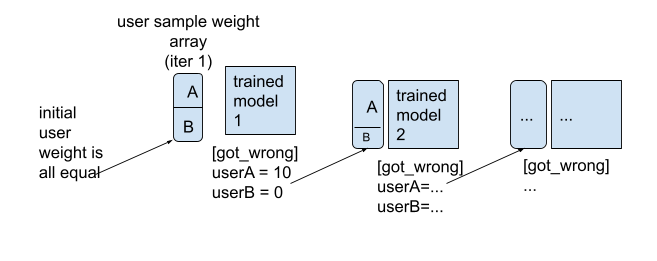 user sample weight
array
(iter 1)
initial
user
weight is
all equal
A
B
trained
model
1
[got_wrong]
userA = 10
userB = 0
A
B
trained
model
2
[got_wrong]
userA=...
userB=...
...
...
[got_wrong]
...